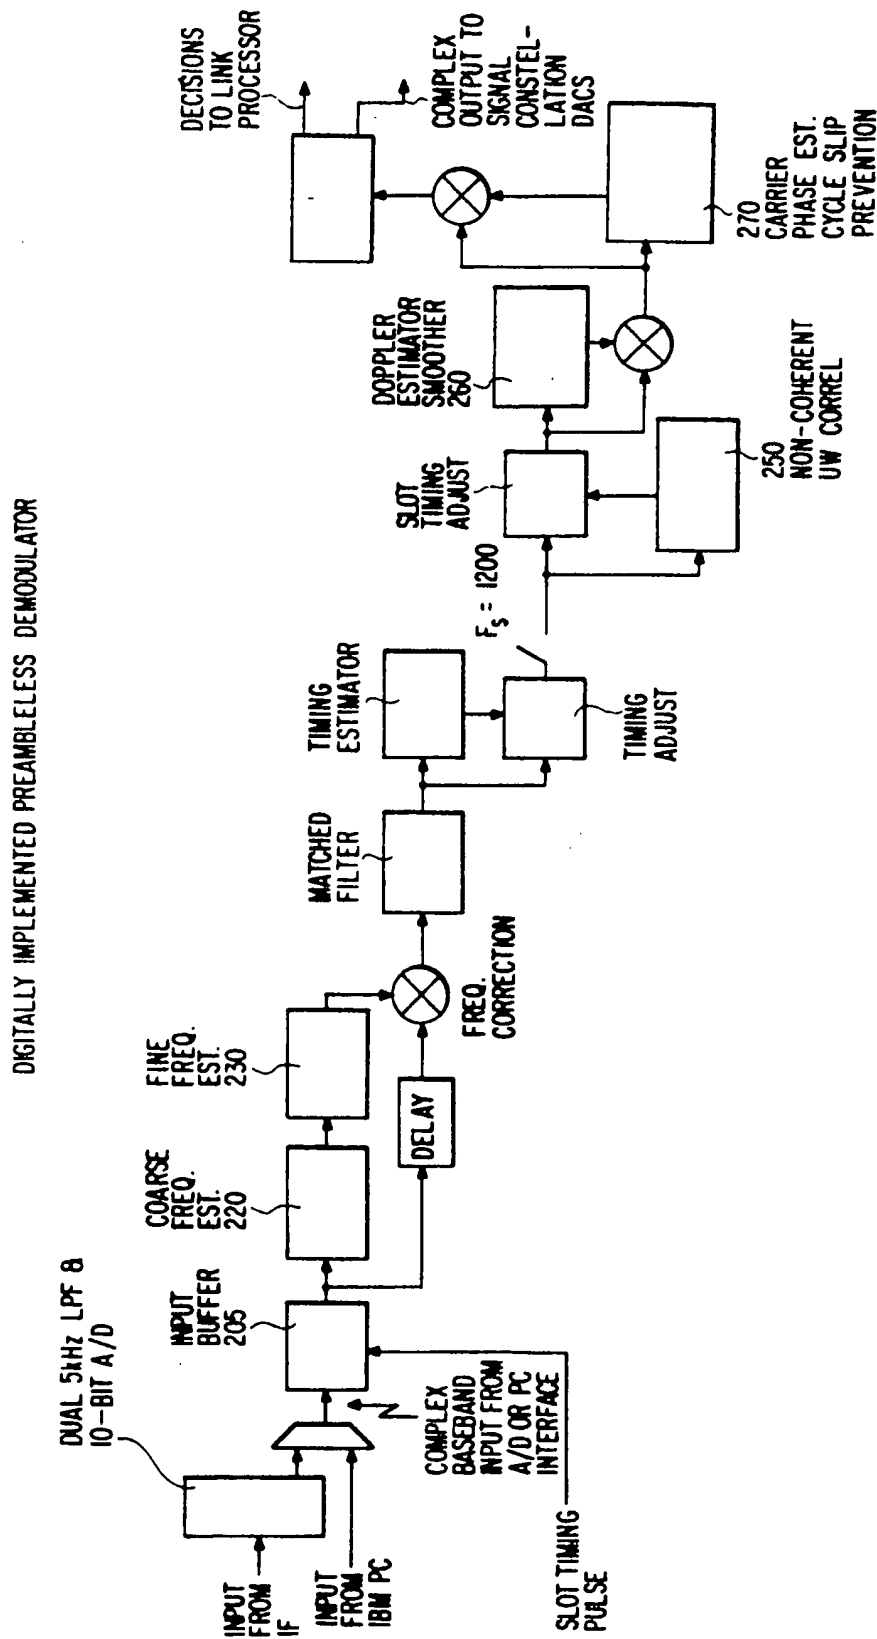 DIGITALLY IMPLEMENTED PREAMBLELESS DEMODULATOR
INPUT
FROM
IF
INPUT
FROM
IBM PC
SLOT TIMING
PULSE
DUAL 5kHz LPF &
10-BIT A/D
COMPLEX
BASEBAND
INPUT FROM
A/D OR PC
INTERFACE
INPUT
BUFFER
205
COARSE
FREQ.
EST.
220
FINE
FREQ.
EST.
230
DELAY
FREQ.
CORRECTION
MATCHED
FILTER
TIMING
ESTIMATOR
TIMING
ADJUST
FS = 1200
SLOT
TIMING
ADJUST
250
NON-COHERENT
UW CORREL
DOPPLER
ESTIMATOR
SMOOTHER
260
270
CARRIER
PHASE EST.
CYCLE SLIP
PREVENTION
DECISIONS
TO LINK
PROCESSOR
COMPLEX
OUTPUT TO
SIGNAL
CONSTEL-
LATION
DACS